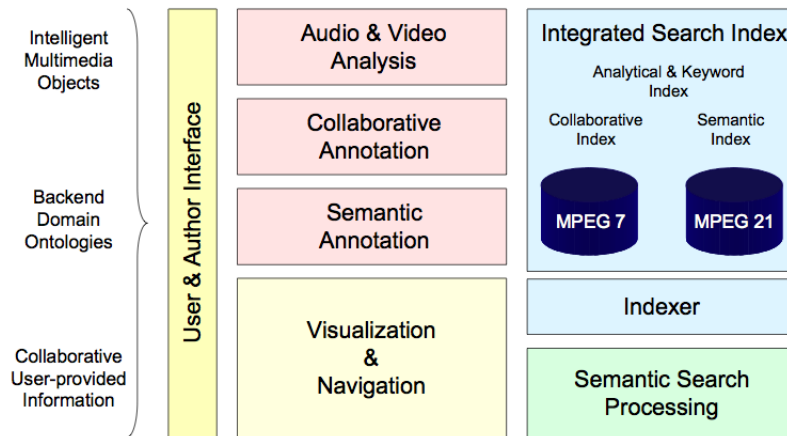 Intelligent
Multimedia
Objects
Backend
Domain
Ontologies
Collaborative
User-provided
Information
User & Author Interface
Audio & Video
Analysis
Collaborative
Annotation
Semantic
Annotation
Visualization
&
Navigation
Integrated Search Index
Analytical & Keyword
Index
Collaborative
Index
Semantic
Index
MPEG 7
MPEG 21
Indexer
Semantic Search
Processing